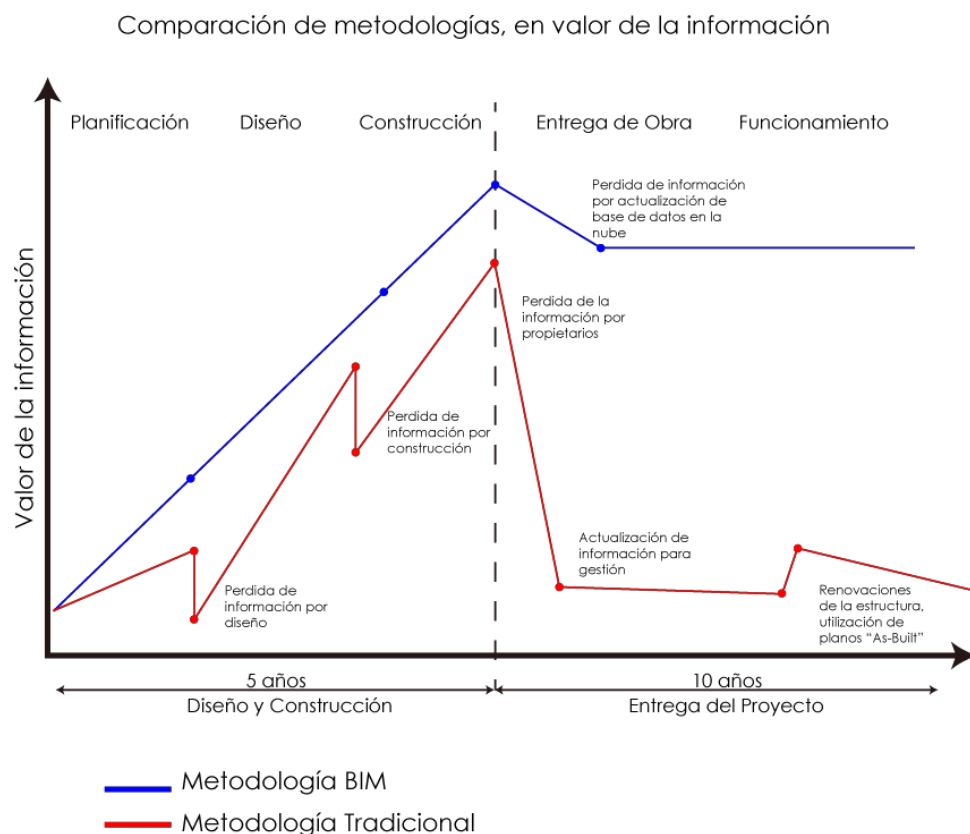 Comparación de metodologías, en valor de la información
Planificación
Diseño
Construcción
Entrega de Obra
Funcionamiento
Valor de la información
Perdida de información
por actualización de
base de datos en la
nube
Perdida de la
información por
propietarios
Perdida de
información por
construcción
Perdida de
información por
diseño
Actualización de
información para
gestión
Renovaciones
de la estructura,
utilización de
planos “As-Built”
5 años
Diseño y Construcción
10 años
Entrega del Proyecto
Metodología BIM
Metodología Tradicional